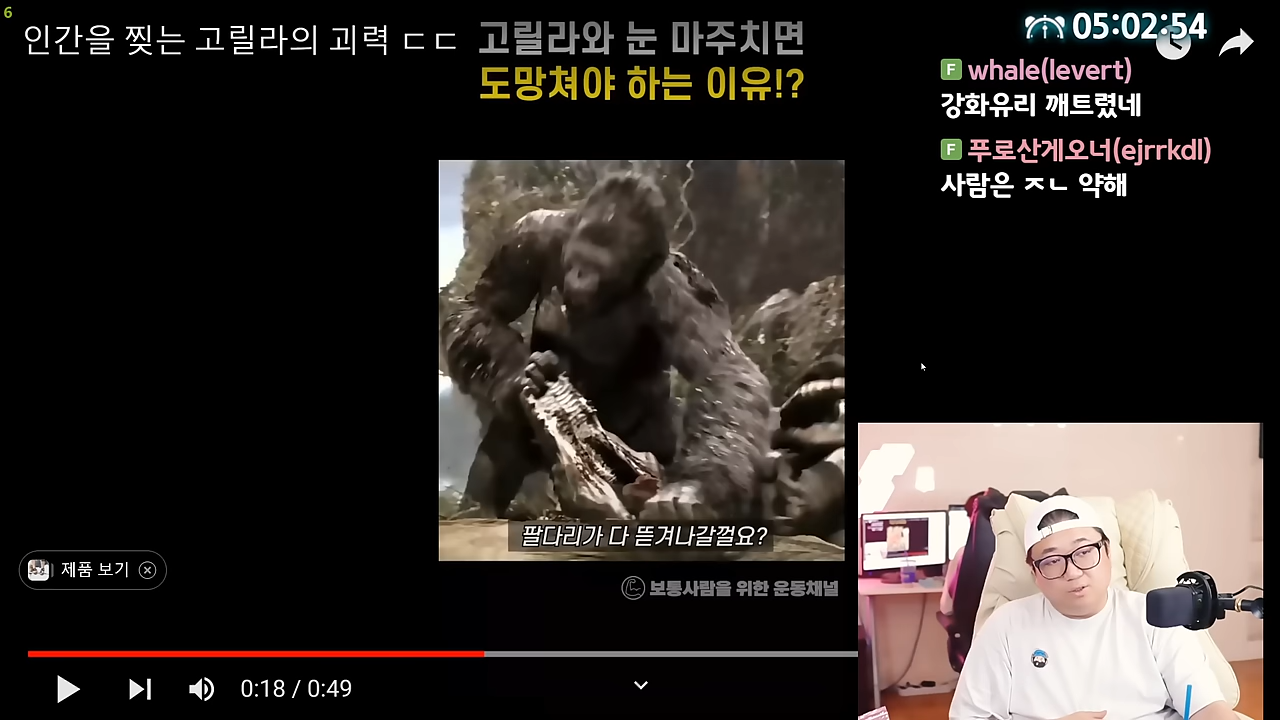 6
인간을 찢는 고릴라의 괴력 ㄷㄷ
고릴라와 눈 마주치면
도망쳐야 하는 이유!?
05:02:54
F whale(levert)
강화유리 깨트렸네
F 푸로산게오너(ejrrkdl)
사람은 ㅈㄴ 약해
팔다리가 다 뜯겨나갈껄요?
보통사람을 위한 운동채널
제품 보기
0:18 / 0:49